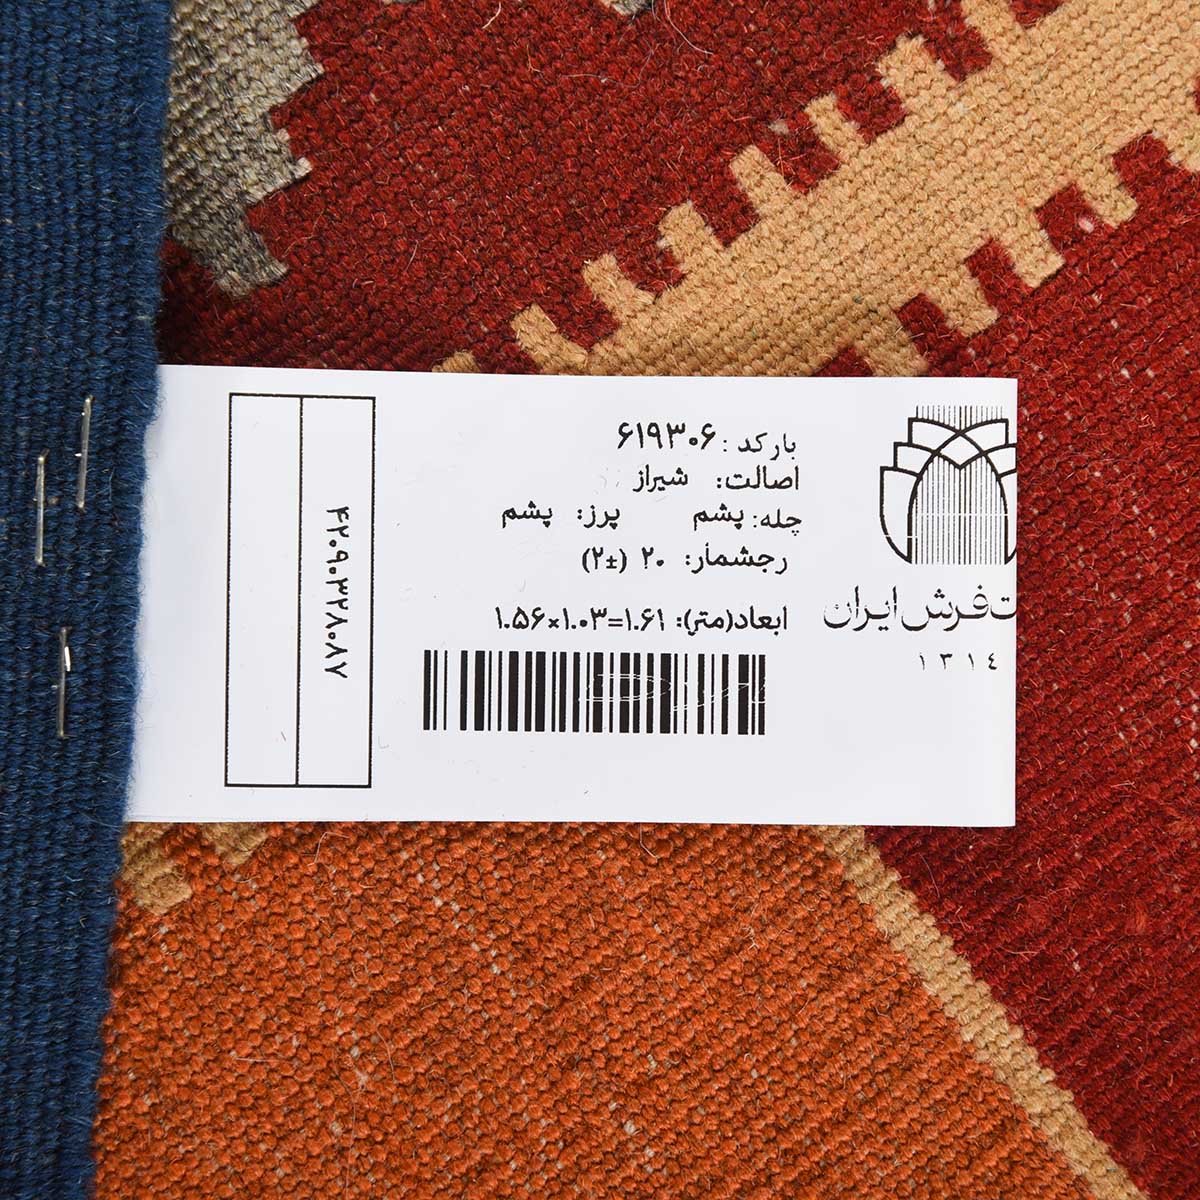 بارکد: ۶۱۹۳۰۶
اصالت: شیراز
چله: پشم پرز: پشم
رجشمار: ۲۰ (±۲)
ابعاد(متر): ۱.۵۶×۱.۰۳=۱.۶۱
ت فرش ایران
۱۳۱٤
۴۲۰۹۰۳۲۸۰۸۷